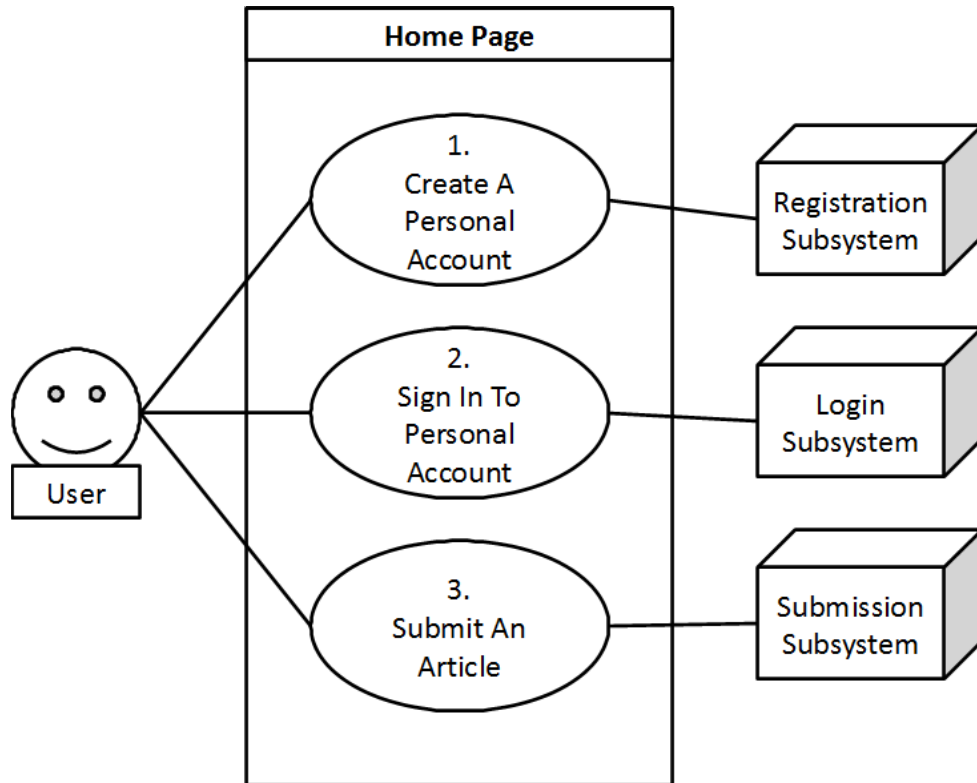 Home Page
1.
Create A
Personal
Account
Registration
Subsystem
2.
Sign In To
Personal
Account
Login
Subsystem
User
3.
Submit An
Article
Submission
Subsystem